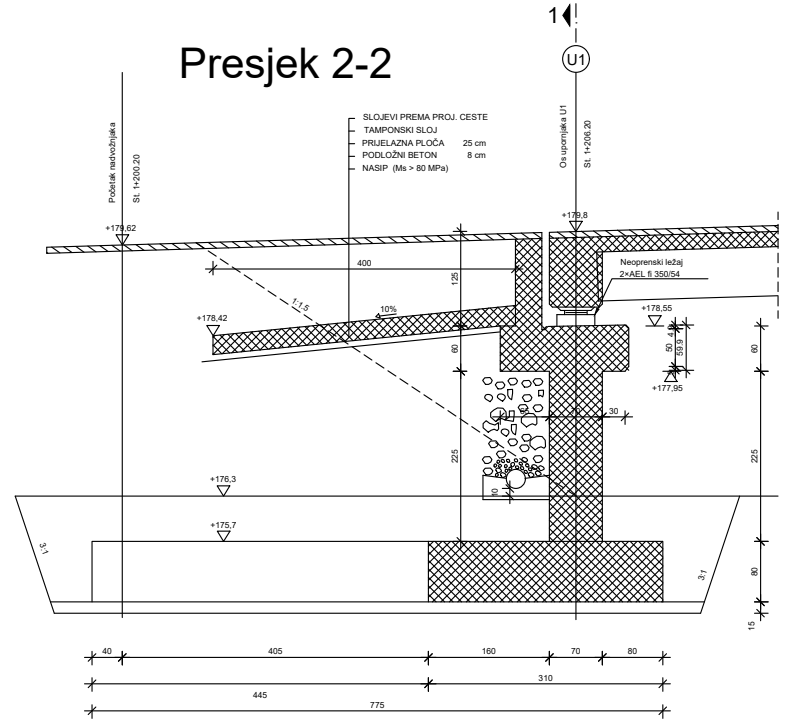 1
Presjek 2-2
U1
SLOJEVI PREMA PROJ. CESTE
TAMPONSKI SLOJ
PRIJELAZNA PLOČA 25 cm
PODLOŽNI BETON 8 cm
NASIP (Ms > 80 MPa)
Početak nadvožnjaka
St. 1+200.20
Os upornjaka U1
St. 1+206.20
+179,62
+179,8
Neoprenski ležaj
2×AEL fi 350/54
400
125
1:1.5
10%
+178,42
+178,55
60
50
59.9
60
+177,95
65
70
30
225
225
+176,3
10
+175,7
3:1
3:1
80
15
40
405
160
70
80
445
310
775